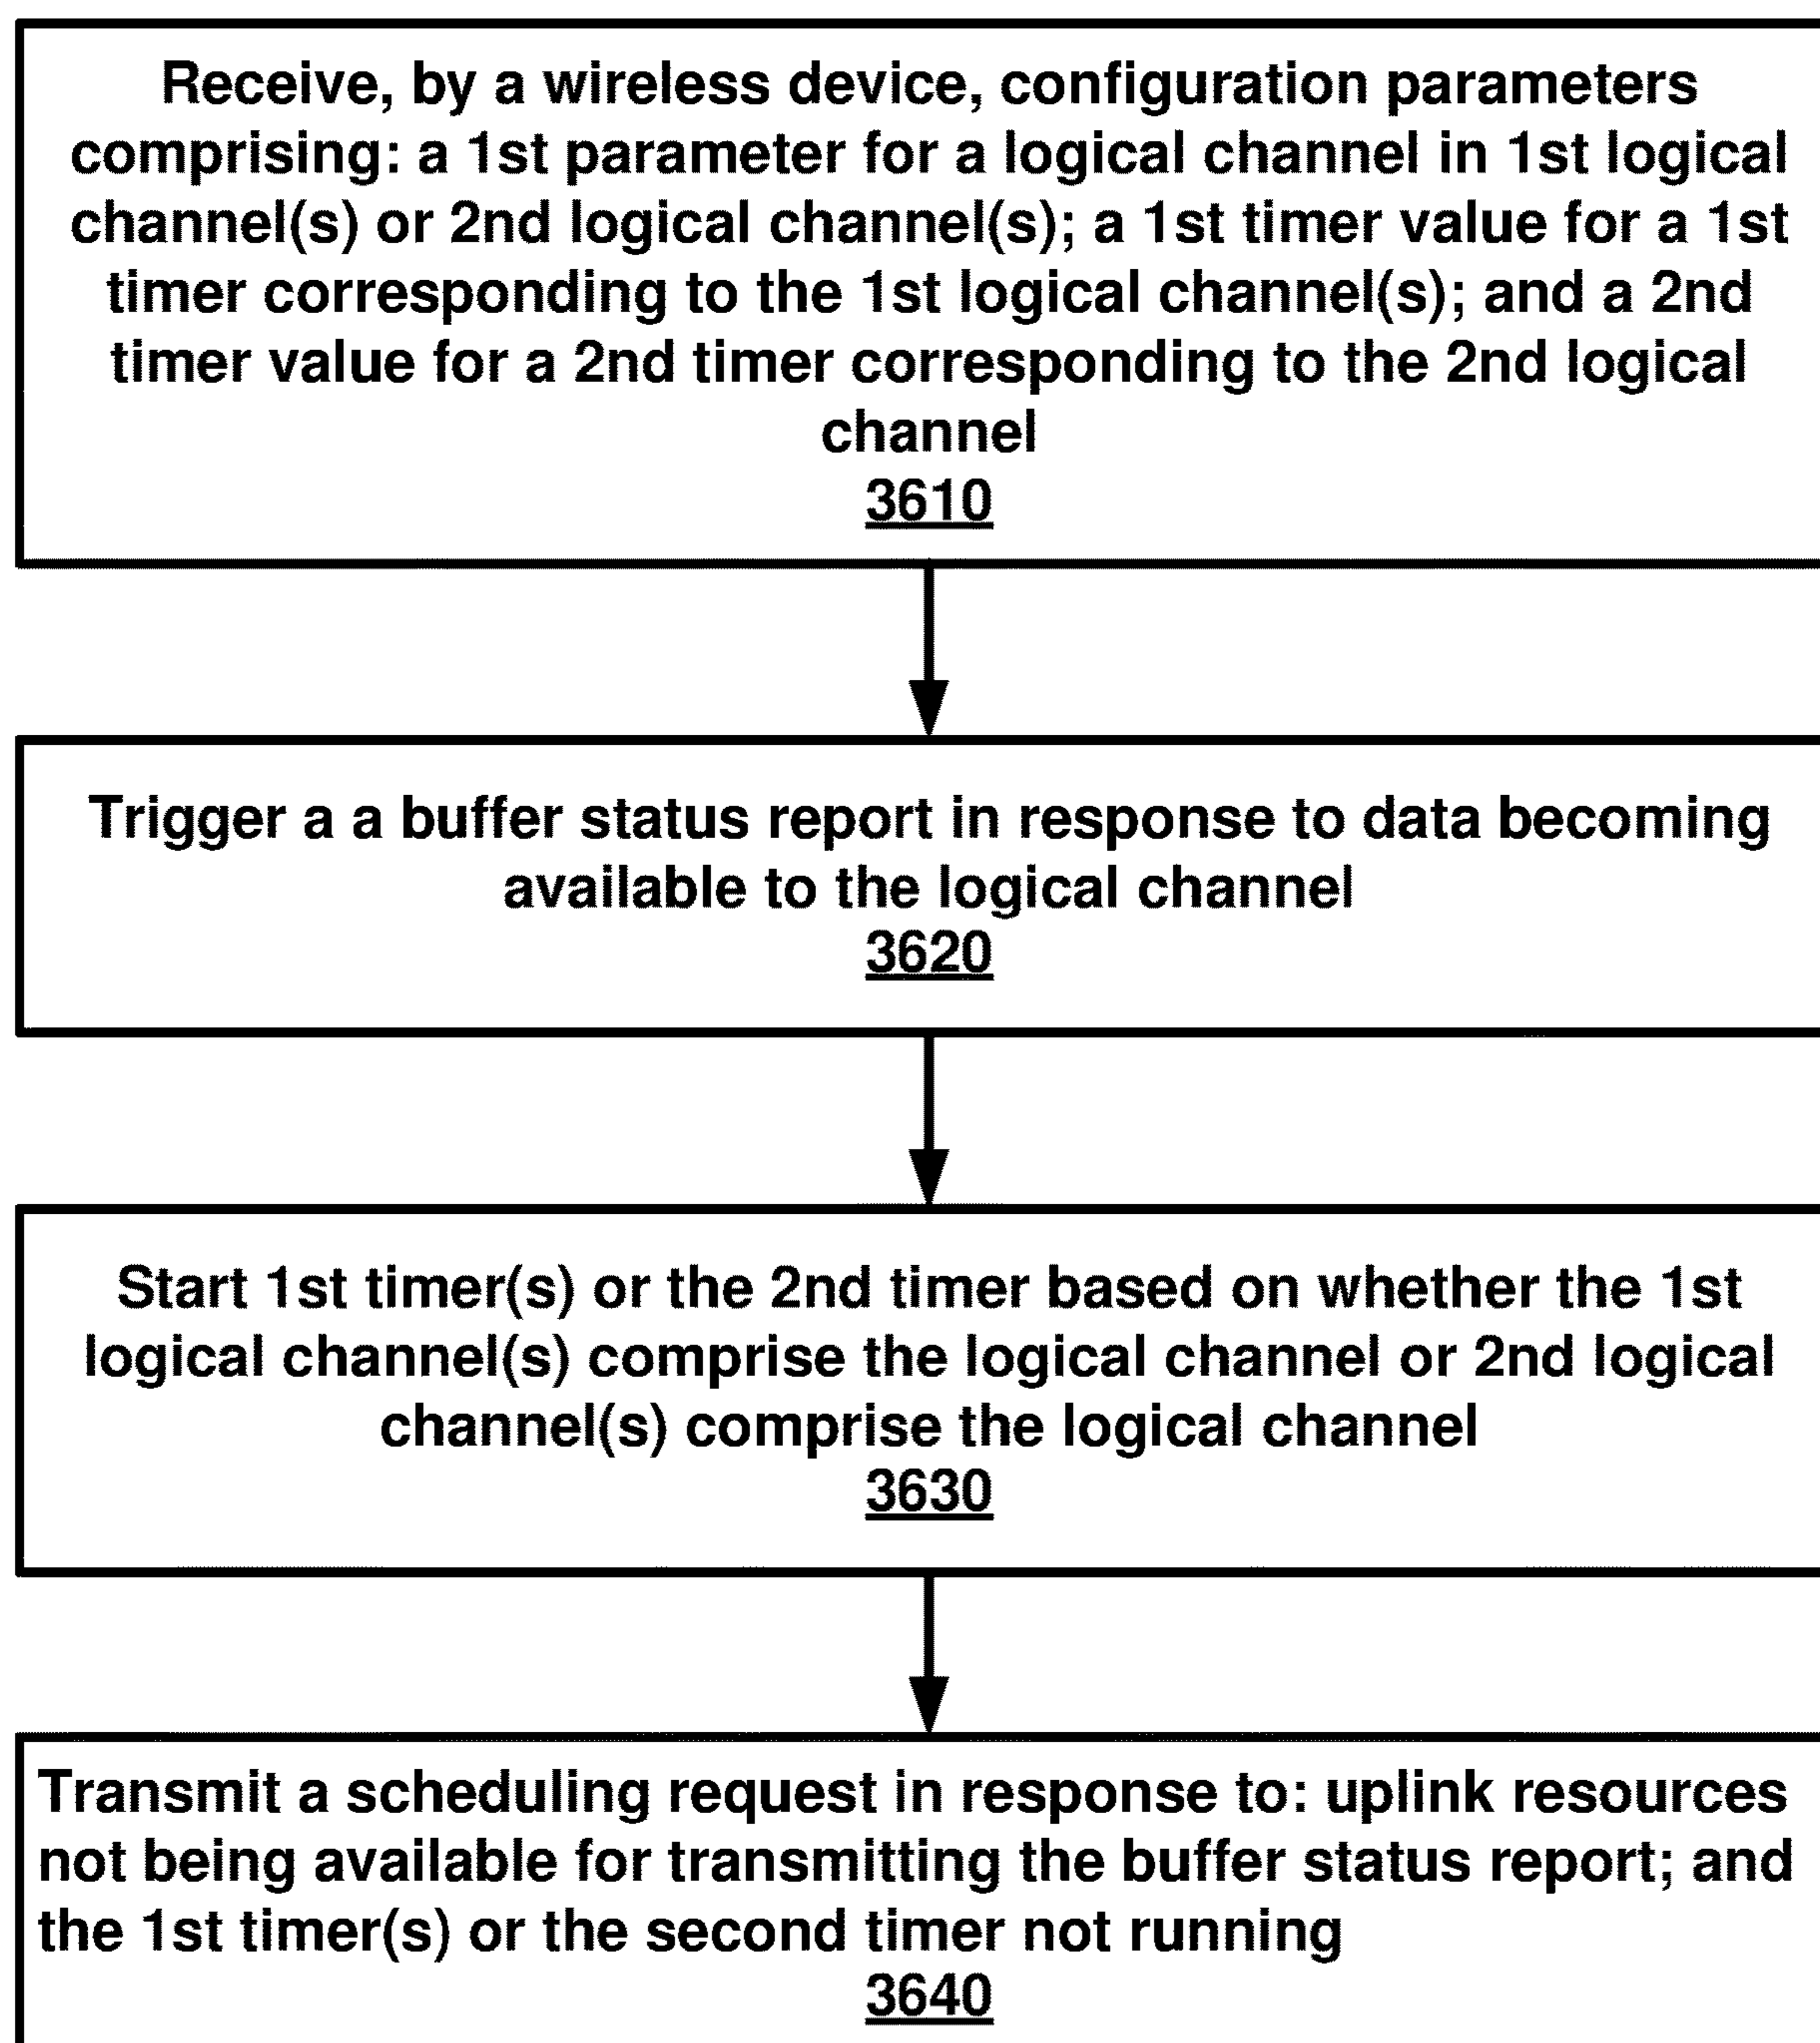 Receive, by a wireless device, configuration parameters
comprising: a 1st parameter for a logical channel in 1st logical
channel(s) or 2nd logical channel(s); a 1st timer value for a 1st
timer corresponding to the 1st logical channel(s); and a 2nd
timer value for a 2nd timer corresponding to the 2nd logical
channel
3610
Trigger a a buffer status report in response to data becoming
available to the logical channel
3620
Start 1st timer(s) or the 2nd timer based on whether the 1st
logical channel(s) comprise the logical channel or 2nd logical
channel(s) comprise the logical channel
3630
Transmit a scheduling request in response to: uplink resources
not being available for transmitting the buffer status report; and
the 1st timer(s) or the second timer not running
3640